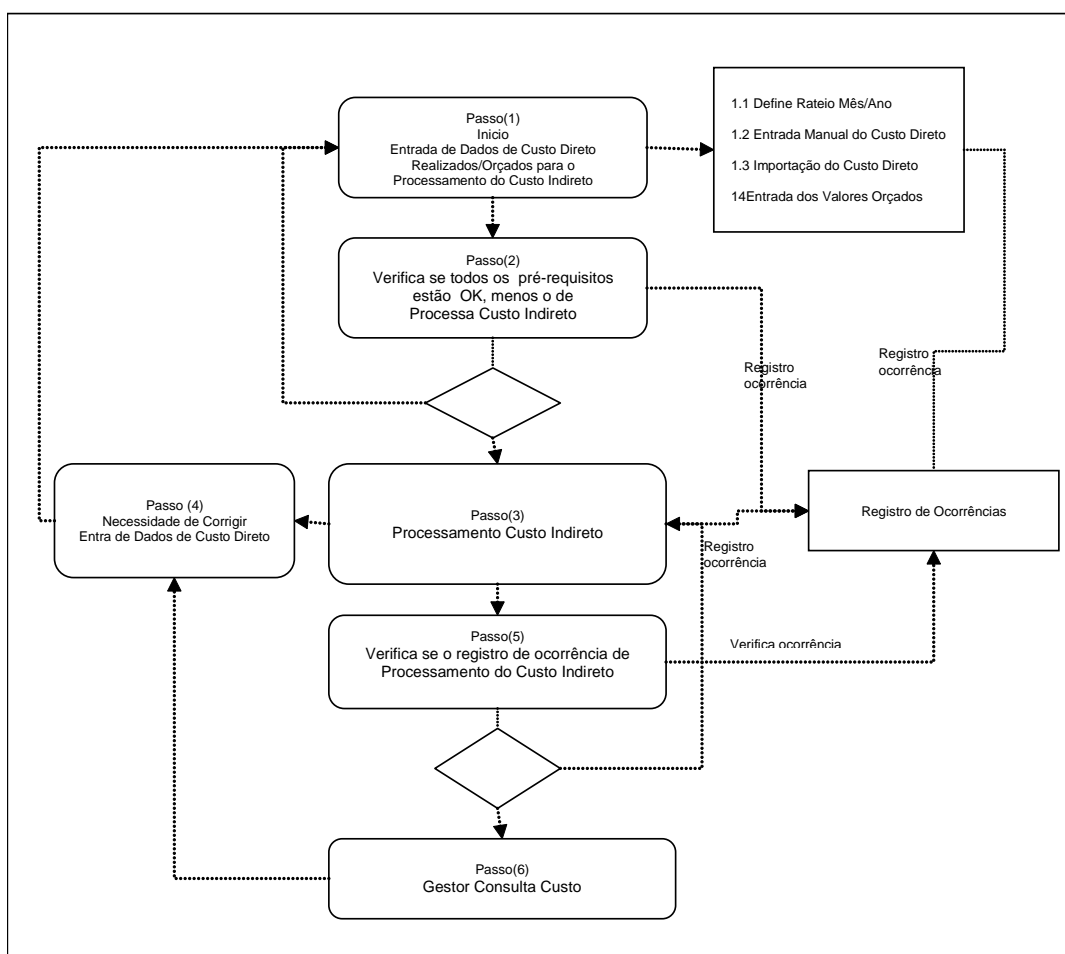 Passo(1)
Inicio
Entrada de Dados de Custo Direto
Realizados/Orçados para o
Processamento do Custo Indireto
1.1 Define Rateio Mês/Ano
1.2 Entrada Manual do Custo Direto
1.3 Importação do Custo Direto
14Entrada dos Valores Orçados
Passo(2)
Verifica se todos os pré-requisitos
estão OK, menos o de
Processa Custo Indireto
Registro
ocorrência
Registro
ocorrência
Passo (4)
Necessidade de Corrigir
Entra de Dados de Custo Direto
Passo(3)
Processamento Custo Indireto
Registro
ocorrência
Registro de Ocorrências
Passo(5)
Verifica se o registro de ocorrência de
Processamento do Custo Indireto
Verifica ocorrência
Passo(6)
Gestor Consulta Custo